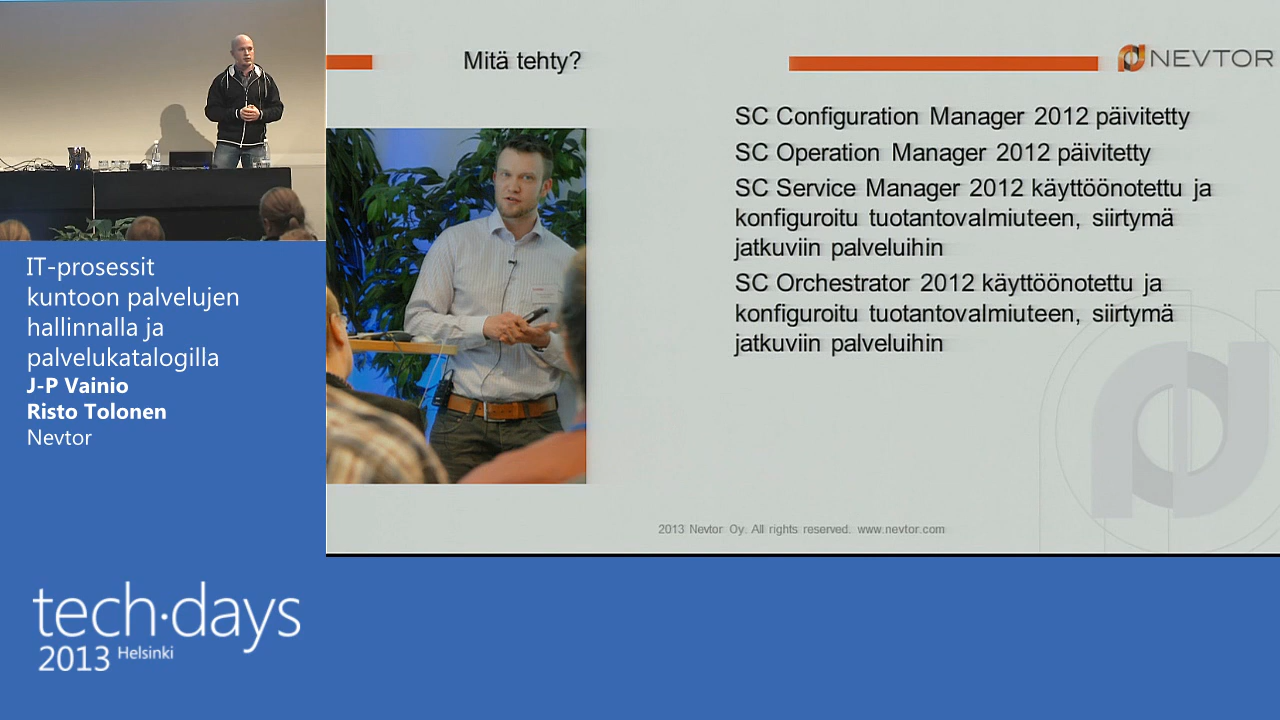 IT-prosessit
kuntoon palvelujen
hallinnalla ja
palvelukatalogilla
J-P Vainio
Risto Tolonen
Nevtor
tech·days
2013 Helsinki
Mitä tehty?
NEVTOR
SC Configuration Manager 2012 päivitetty
SC Operation Manager 2012 päivitetty
SC Service Manager 2012 käyttöönotettu ja
konfiguroitu tuotantovalmiuteen, siirtymä
jatkuviin palveluihin
SC Orchestrator 2012 käyttöönotettu ja
konfiguroitu tuotantovalmiuteen, siirtymä
jatkuviin palveluihin
2013 Nevtor Oy. All rights reserved. www.nevtor.com